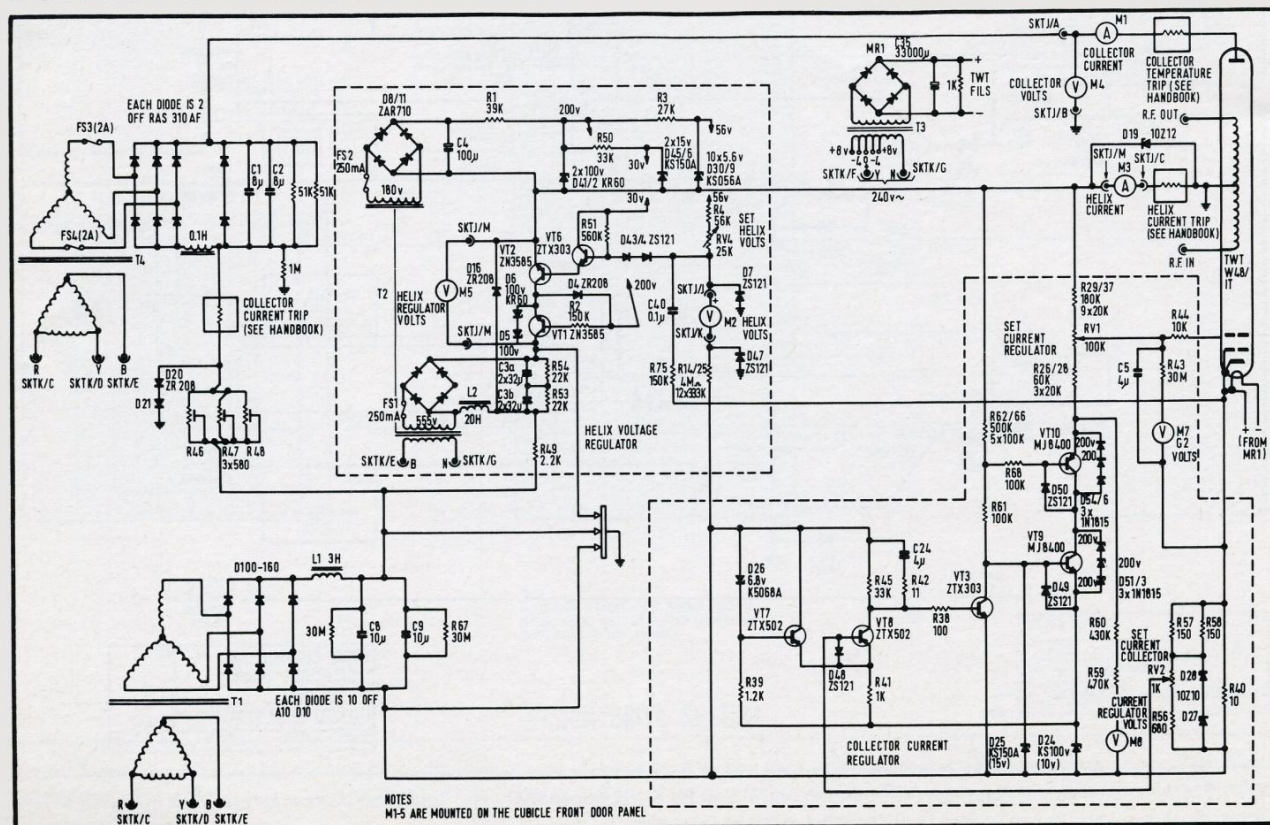 EACH DIODE IS 2
OFF RAS 310 AF
FS3(2A)
FS4(2A)
0.1H
T4
C1
8µ
C2
8µ
51K
51K
1M
COLLECTOR
CURRENT TRIP
(SEE HANDBOOK)
R
SKTK/C
Y
SKTK/D
B
SKTK/E
D20
ZR 208
D21
R46
R47
R48
3x580
D8/11
ZAR710
FS2
250mA
180v
C4
100µ
R1
39K
200v
R50
33K
2x100v
D41/2 KR60
R3
27K
56v
30v
2x15v
D45/6
KS150A
10x5.6v
D30/9
KS056A
30v
R51
560K
VT6
ZTX303
VT2
ZN3585
D43/4 ZS121
56v
R4
56K
RV4
25K
SET
HELIX
VOLTS
SKTJ/M
D16
ZR208
M5
V
HELIX
REGULATOR
VOLTS
SKTJ/M
T2
D6
100v
KR60
D4 ZR208
R2
150K
200v
VT1 ZN3585
D5
100v
C40
0.1µ
R75
150K
SKTJ/J
D7
ZS121
M2
V
HELIX
VOLTS
SKTJ/K
D47
ZS121
R14/25
4MΩ
12x333K
C3a
2x32µ
C3b
2x32µ
R54
22K
R53
22K
FS1
250mA
555v
L2
20H
SKTK/E
B
N
SKTK/G
R49
2.2K
HELIX VOLTAGE
REGULATOR
MR1
C35
33000µ
1K
+
TWT
FILS
−
T3
+8v
-4
0
-4
+8v
SKTK/F
Y
N
SKTK/G
240v~
SKTJ/A
M1
A
COLLECTOR
CURRENT
COLLECTOR
TEMPERATURE
TRIP (SEE
HANDBOOK)
COLLECTOR
VOLTS
V
M4
SKTJ/B
R.F. OUT
D19
10Z12
SKTJ/M
SKTJ/C
M3
A
HELIX
CURRENT
HELIX
CURRENT TRIP
(SEE HANDBOOK)
R.F. IN
TWT
W48/
IT
R29/37
180K
9x20K
SET
CURRENT
REGULATOR
RV1
100K
R44
10K
R26/28
60K
3x20K
C5
4µ
R43
30M
M7
V
G2
VOLTS
+ −
(FROM
MR1)
R62/66
500K
5x100K
VT10
MJ8400
200v
200
R68
100K
D50
ZS121
D54/6
3x
1N1815
R61
100K
VT9
MJ8400
200v
200v
200v
D49
ZS121
D51/3
3x1N1815
D26
6.8v
K5068A
VT7
ZTX502
C24
4µ
R45
33K
R42
11
VT8
ZTX502
R38
100
VT3
ZTX303
D48
ZS121
R39
1.2K
R41
1K
R60
430K
R59
470K
SET
CURRENT
COLLECTOR
R57
150
R58
150
RV2
1K
D28
10Z10
R56
680
D27
R40
10
CURRENT
REGULATOR
VOLTS
V
M8
COLLECTOR CURRENT
REGULATOR
D25
KS150A
(15v)
D24
KS100v
(10v)
D100-160
L1 3H
30M
C8
10µ
C9
10µ
R67
30M
EACH DIODE IS 10 OFF
A10 D10
T1
R
SKTK/C
Y
SKTK/D
B
SKTK/E
NOTES
M1-5 ARE MOUNTED ON THE CUBICLE FRONT DOOR PANEL